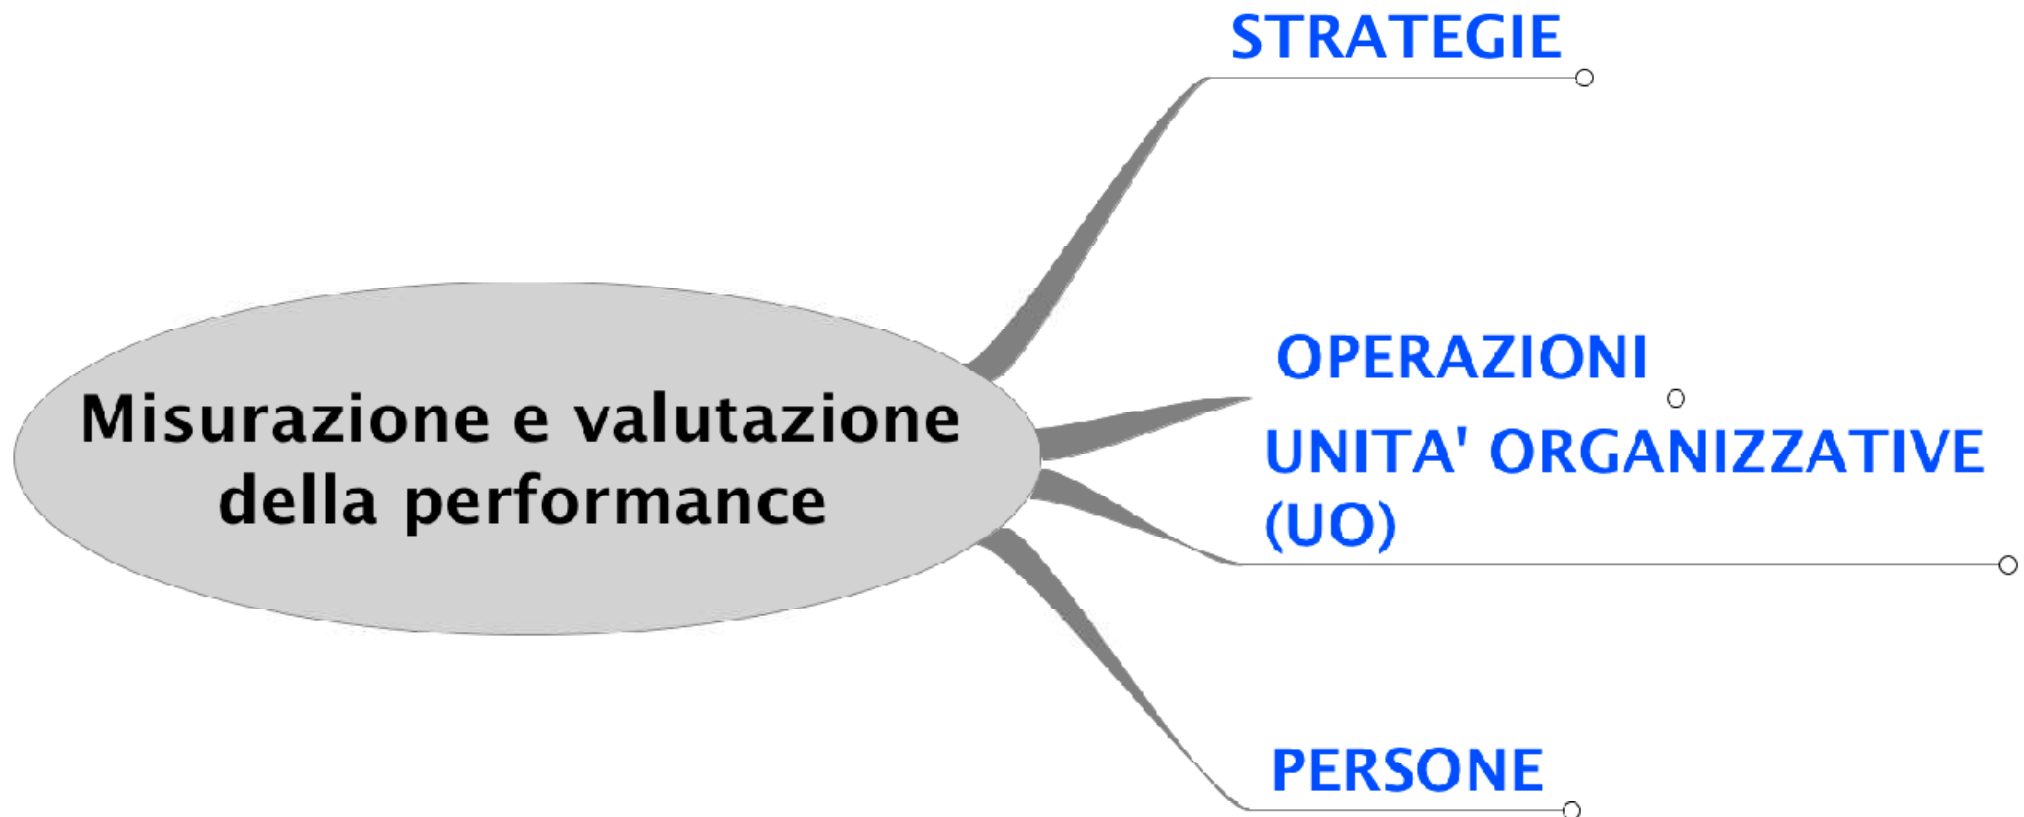 STRATEGIE
Misurazione e valutazione
della performance
OPERAZIONI
UNITA' ORGANIZZATIVE
(UO)
PERSONE